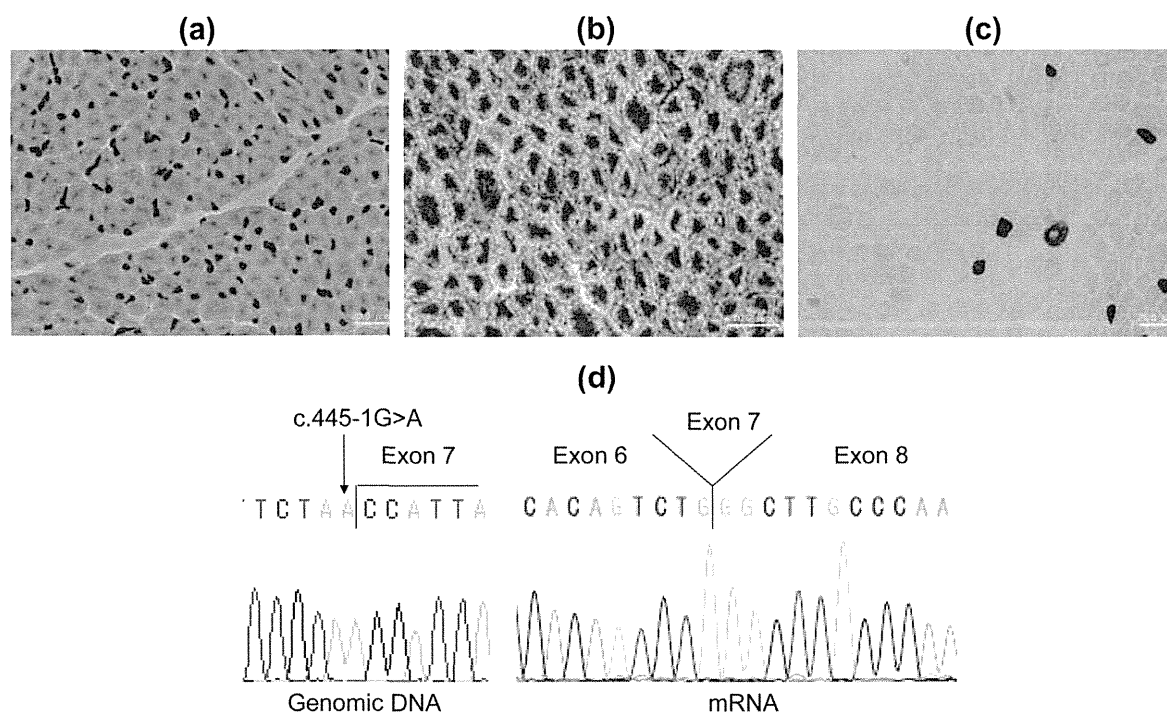 (a)
(b)
(c)
(d)
c.445-1G>A
Exon 7
TCTAACCATTA
Genomic DNA
Exon 7
Exon 6
Exon 8
CACAGTCTGGGCTTGCCCAA
mRNA